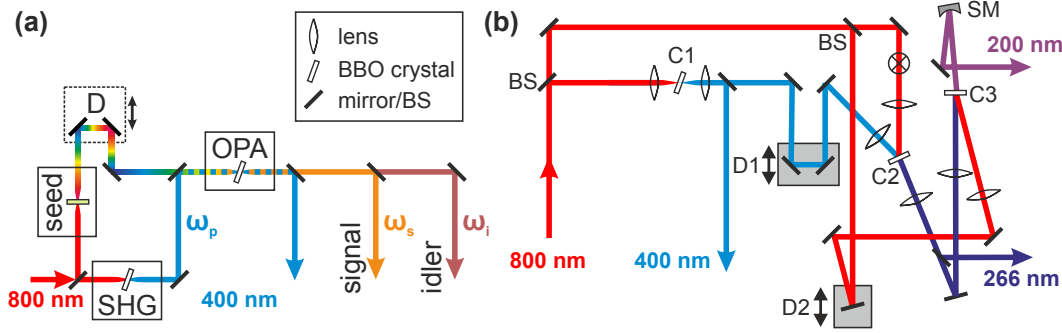 (a)
D
lens
BBO crystal
mirror/BS
OPA
seed
ωp
ωs
ωi
signal
idler
800 nm
SHG
400 nm
(b)
SM
BS
200 nm
C1
BS
C3
D1
C2
800 nm
400 nm
266 nm
D2